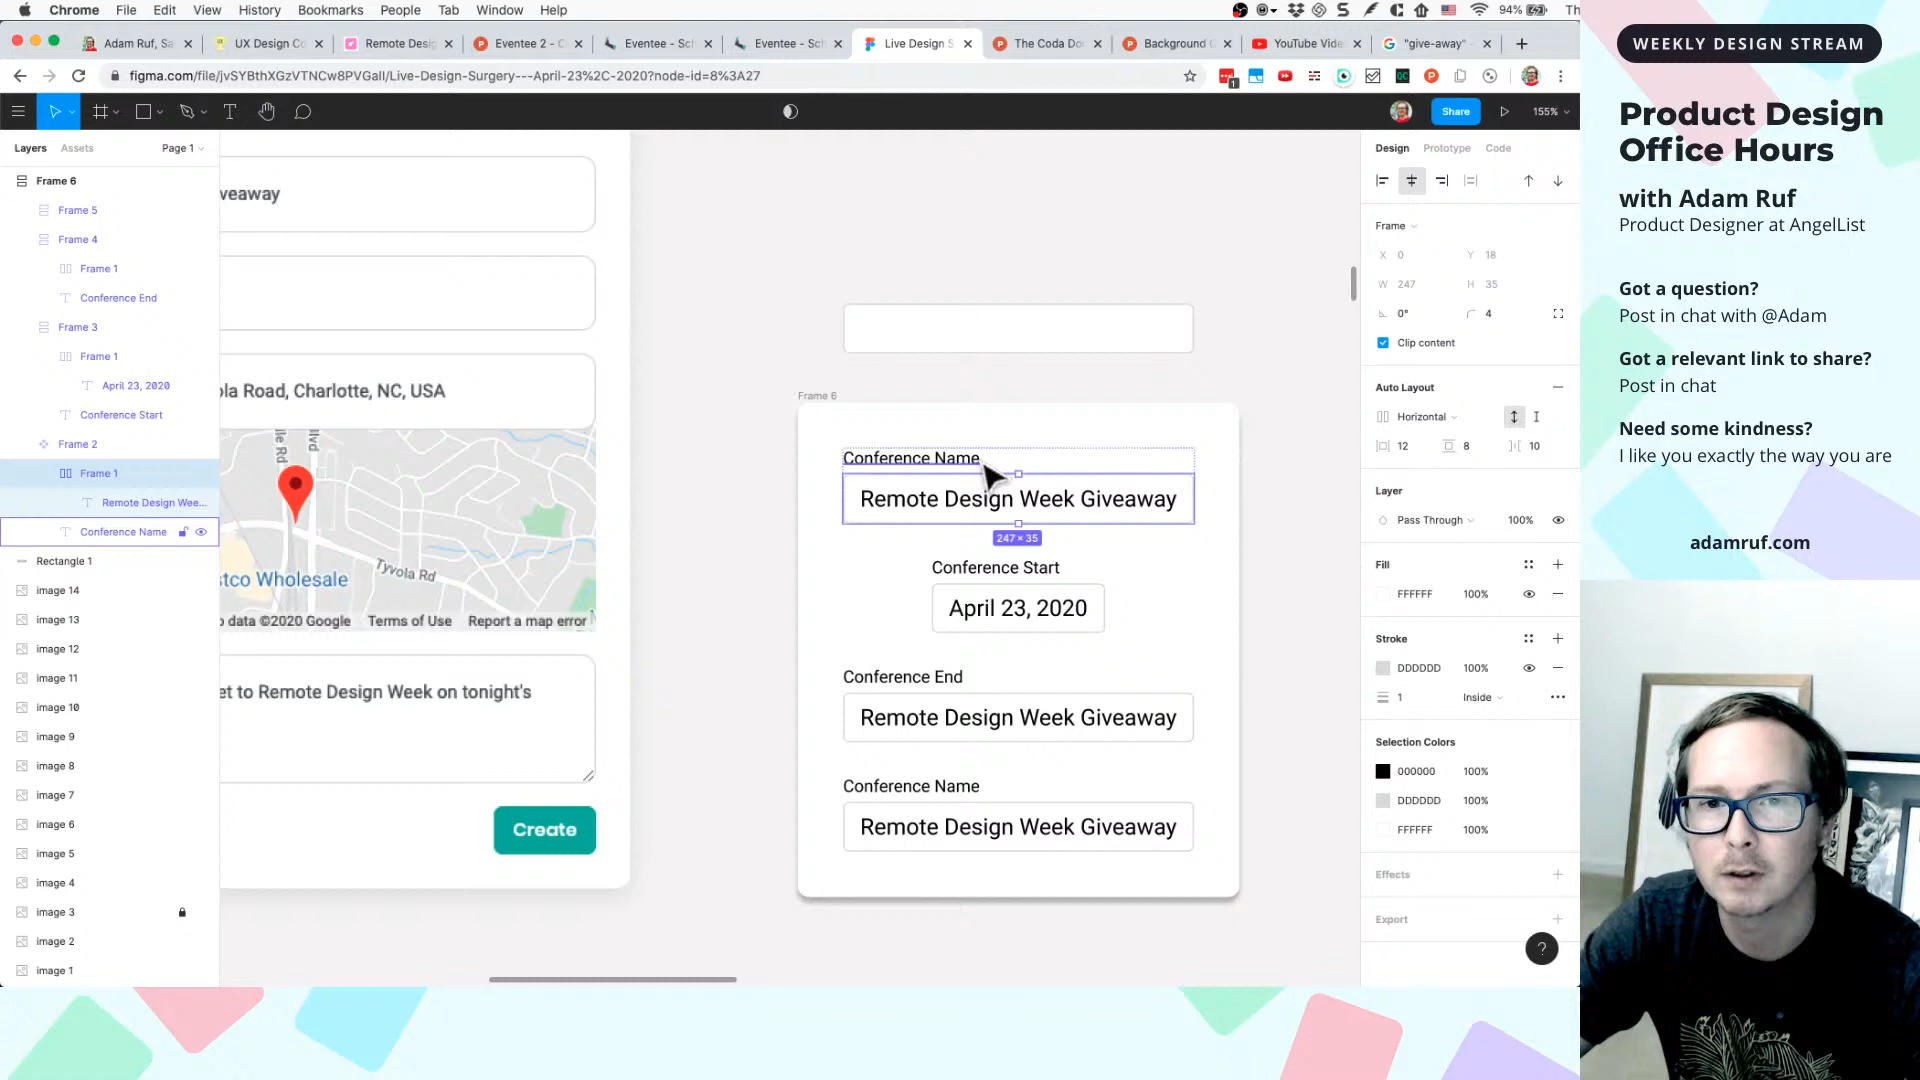 Chrome File Edit View History Bookmarks People Tab Window Help
94%
Th
Adam Ruf, Sa
UX Design Co
Remote Desig
Eventee 2 - C
Eventee - Sch
Eventee - Sch
Live Design S
The Coda Do
Background G
YouTube Vide
"give-away"
figma.com/file/jvSYBthXGzVTNCw8PVGalI/Live-Design-Surgery---April-23%2C-2020?node-id=8%3A27
Share
155%
Layers Assets Page 1
Frame 6
Frame 5
Frame 4
Frame 1
Conference End
Frame 3
Frame 1
April 23, 2020
Conference Start
Frame 2
Frame 1
Remote Design Wee...
Conference Name
Rectangle 1
image 14
image 13
image 12
image 11
image 10
image 9
image 8
image 7
image 6
image 5
image 4
image 3
image 2
image 1
veaway
ola Road, Charlotte, NC, USA
Tyvola Rd
stco Wholesale
data ©2020 Google Terms of Use Report a map error
et to Remote Design Week on tonight's
Create
Frame 6
Conference Name
Remote Design Week Giveaway
247 × 35
Conference Start
April 23, 2020
Conference End
Remote Design Week Giveaway
Conference Name
Remote Design Week Giveaway
Design Prototype Code
Frame
X 0 Y 18
W 247 H 35
0° 4
Clip content
Auto Layout
Horizontal
12 8 10
Layer
Pass Through 100%
Fill
FFFFFF 100%
Stroke
DDDDDD 100%
1 Inside
Selection Colors
000000 100%
DDDDDD 100%
FFFFFF 100%
Effects
Export
?
WEEKLY DESIGN STREAM
Product Design
Office Hours
with Adam Ruf
Product Designer at AngelList
Got a question?
Post in chat with @Adam
Got a relevant link to share?
Post in chat
Need some kindness?
I like you exactly the way you are
adamruf.com